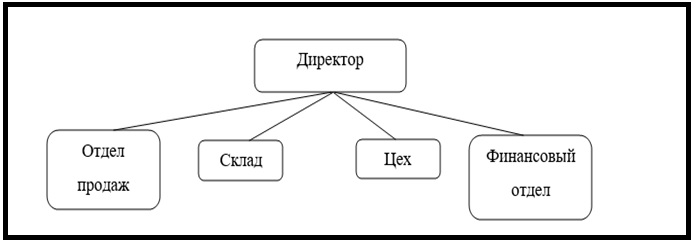 Директор
Отдел
продаж
Склад
Цех
Финансовый
отдел